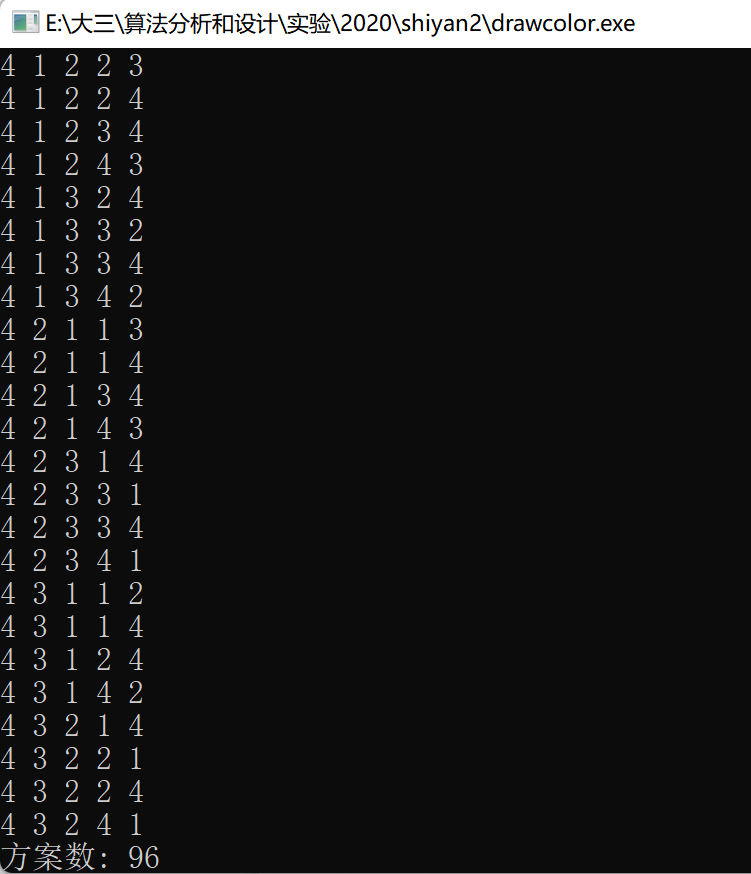 E:\大三\算法分析和设计\实验\2020\shiyan2\drawcolor.exe
4 1 2 2 3
4 1 2 2 4
4 1 2 3 4
4 1 2 4 3
4 1 3 2 4
4 1 3 3 2
4 1 3 3 4
4 1 3 4 2
4 2 1 1 3
4 2 1 1 4
4 2 1 3 4
4 2 1 4 3
4 2 3 1 4
4 2 3 3 1
4 2 3 3 4
4 2 3 4 1
4 3 1 1 2
4 3 1 1 4
4 3 1 2 4
4 3 1 4 2
4 3 2 1 4
4 3 2 2 1
4 3 2 2 4
4 3 2 4 1
方案数: 96